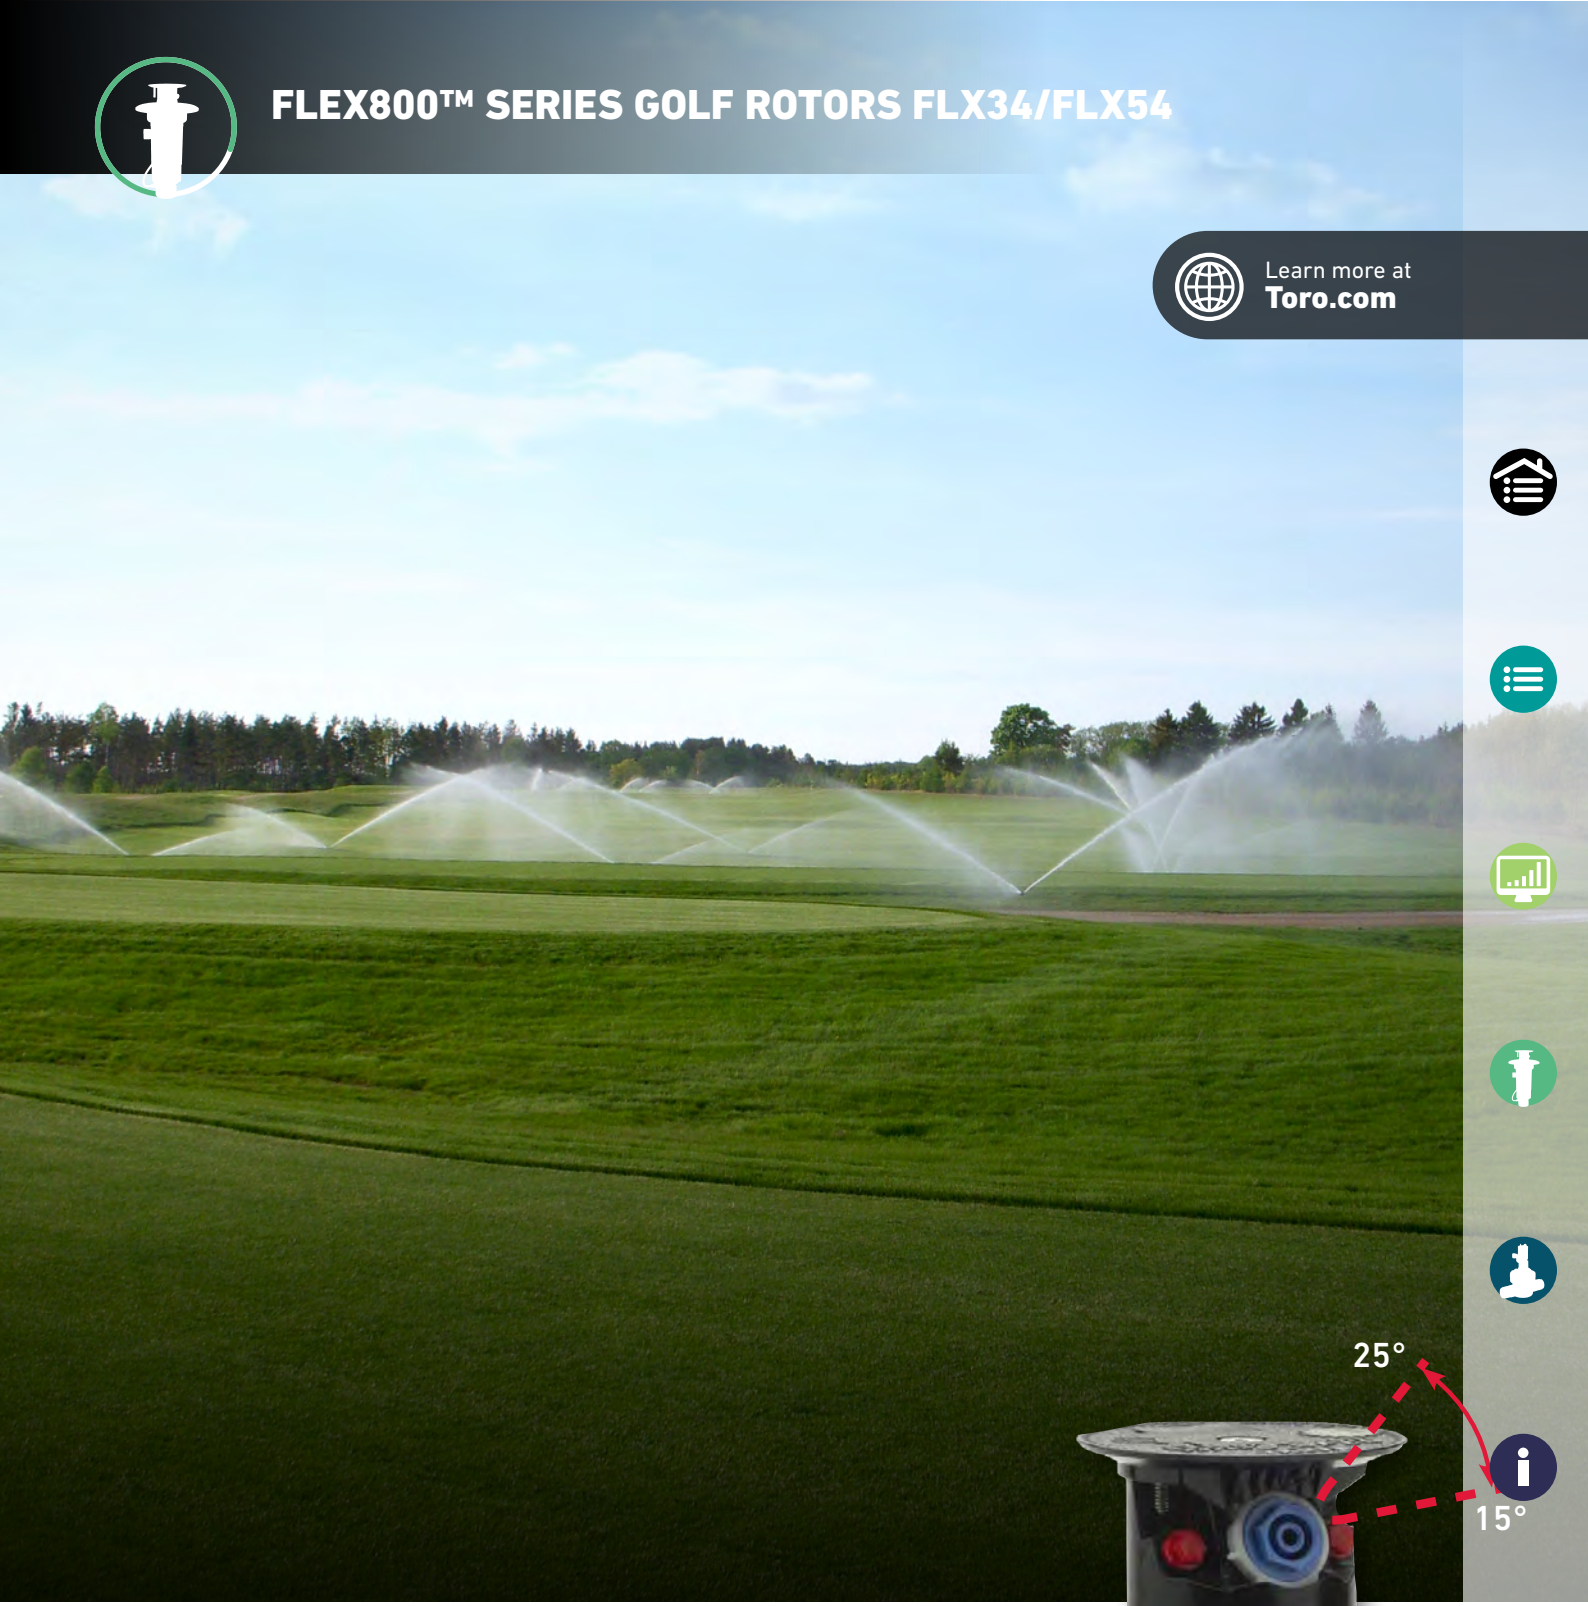 FLEX800™ SERIES GOLF ROTORS FLX34/FLX54
Learn more at
Toro.com
25°
15°